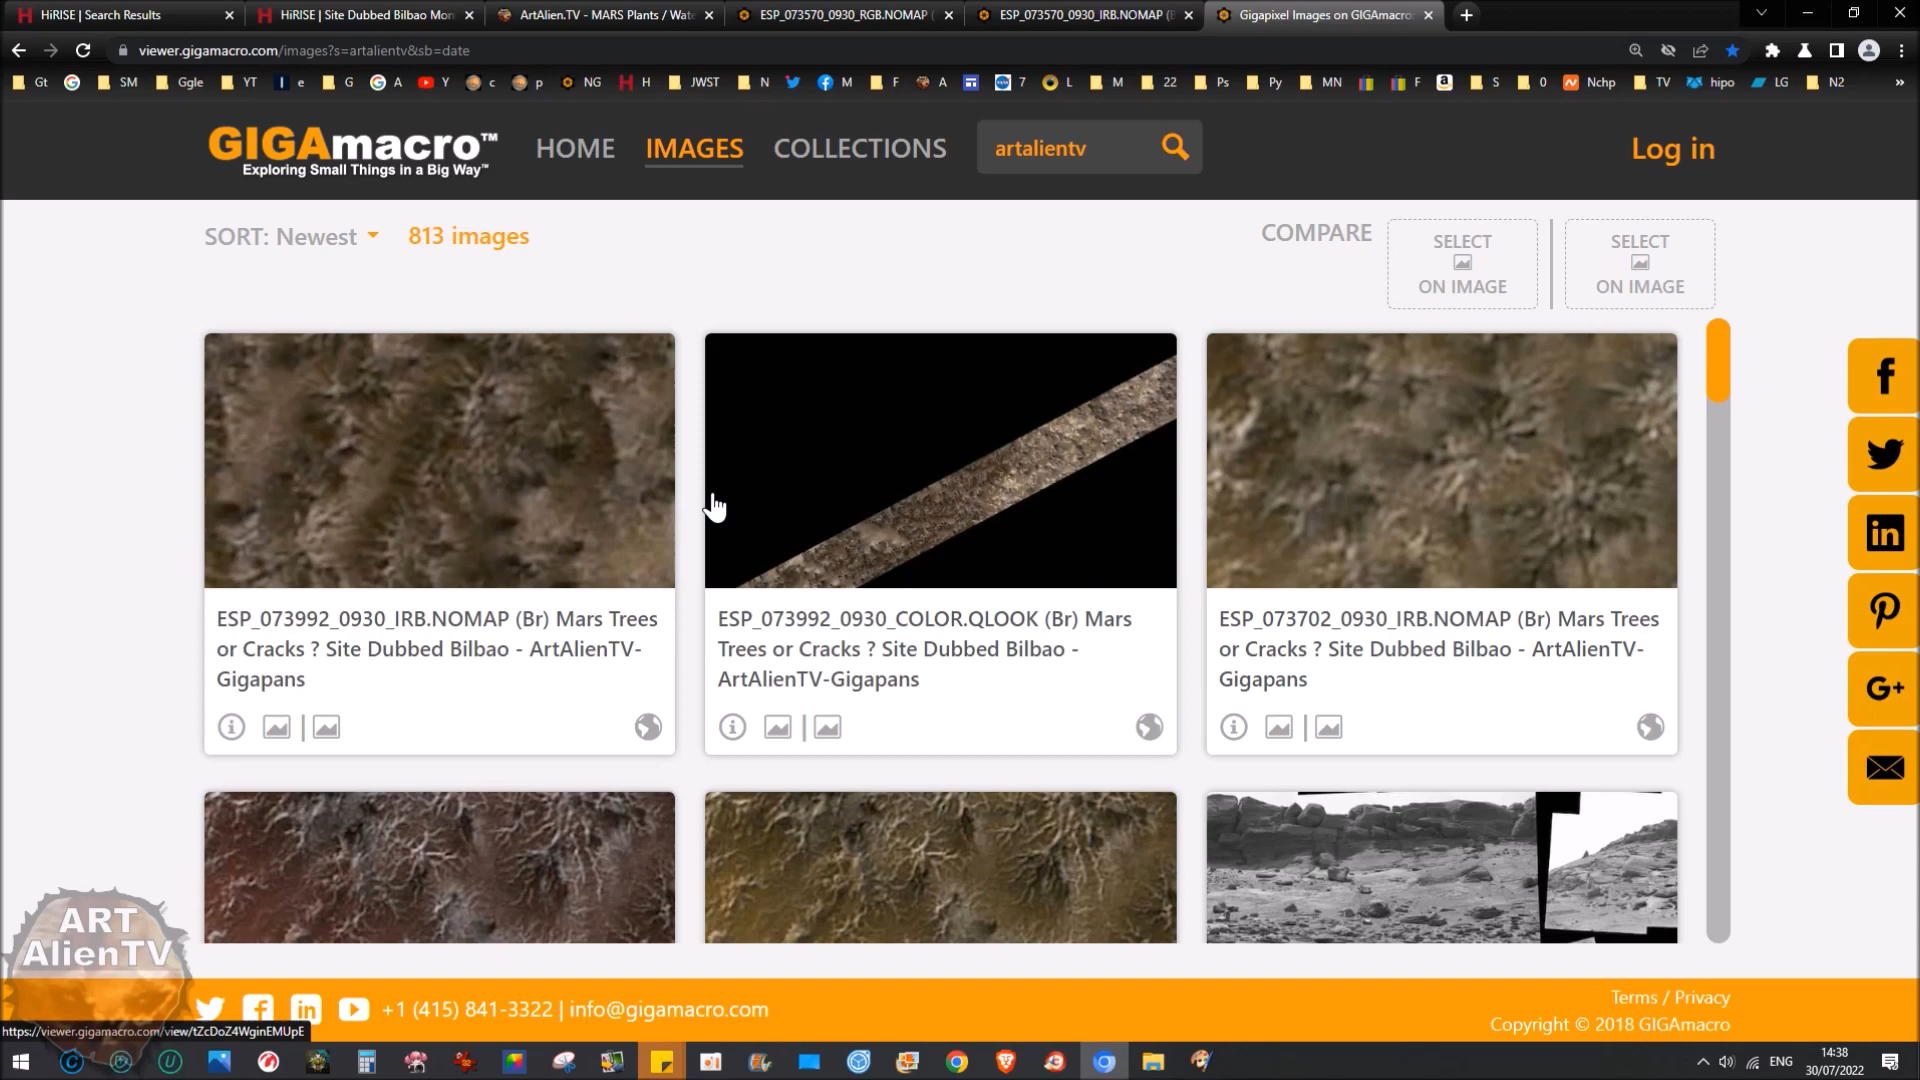 HiRISE | Search Results
HiRISE | Site Dubbed Bilbao Mon
ArtAlien.TV - MARS Plants / Wate
ESP_073570_0930_RGB.NOMAP (
ESP_073570_0930_IRB.NOMAP (B
Gigapixel Images on GIGAmacro
viewer.gigamacro.com/images?s=artalientv&sb=date
Gt SM Ggle YT e G A Y c p NG H JWST N M F A 7 L M 22 Ps Py MN F S 0 Nchp TV hipo LG N2 »
GIGAmacro™
Exploring Small Things in a Big Way™
HOME IMAGES COLLECTIONS artalientv Log in
SORT: Newest 813 images COMPARE
SELECT
ON IMAGE
SELECT
ON IMAGE
ESP_073992_0930_IRB.NOMAP (Br) Mars Trees
or Cracks ? Site Dubbed Bilbao - ArtAlienTV-
Gigapans
ESP_073992_0930_COLOR.QLOOK (Br) Mars
Trees or Cracks ? Site Dubbed Bilbao -
ArtAlienTV-Gigapans
ESP_073702_0930_IRB.NOMAP (Br) Mars Trees
or Cracks ? Site Dubbed Bilbao - ArtAlienTV-
Gigapans
ART
AlienTV
+1 (415) 841-3322 | info@gigamacro.com
Terms / Privacy
Copyright © 2018 GIGAmacro
https://viewer.gigamacro.com/view/tZcDoZ4WginEMUpE
ENG
14:38
30/07/2022